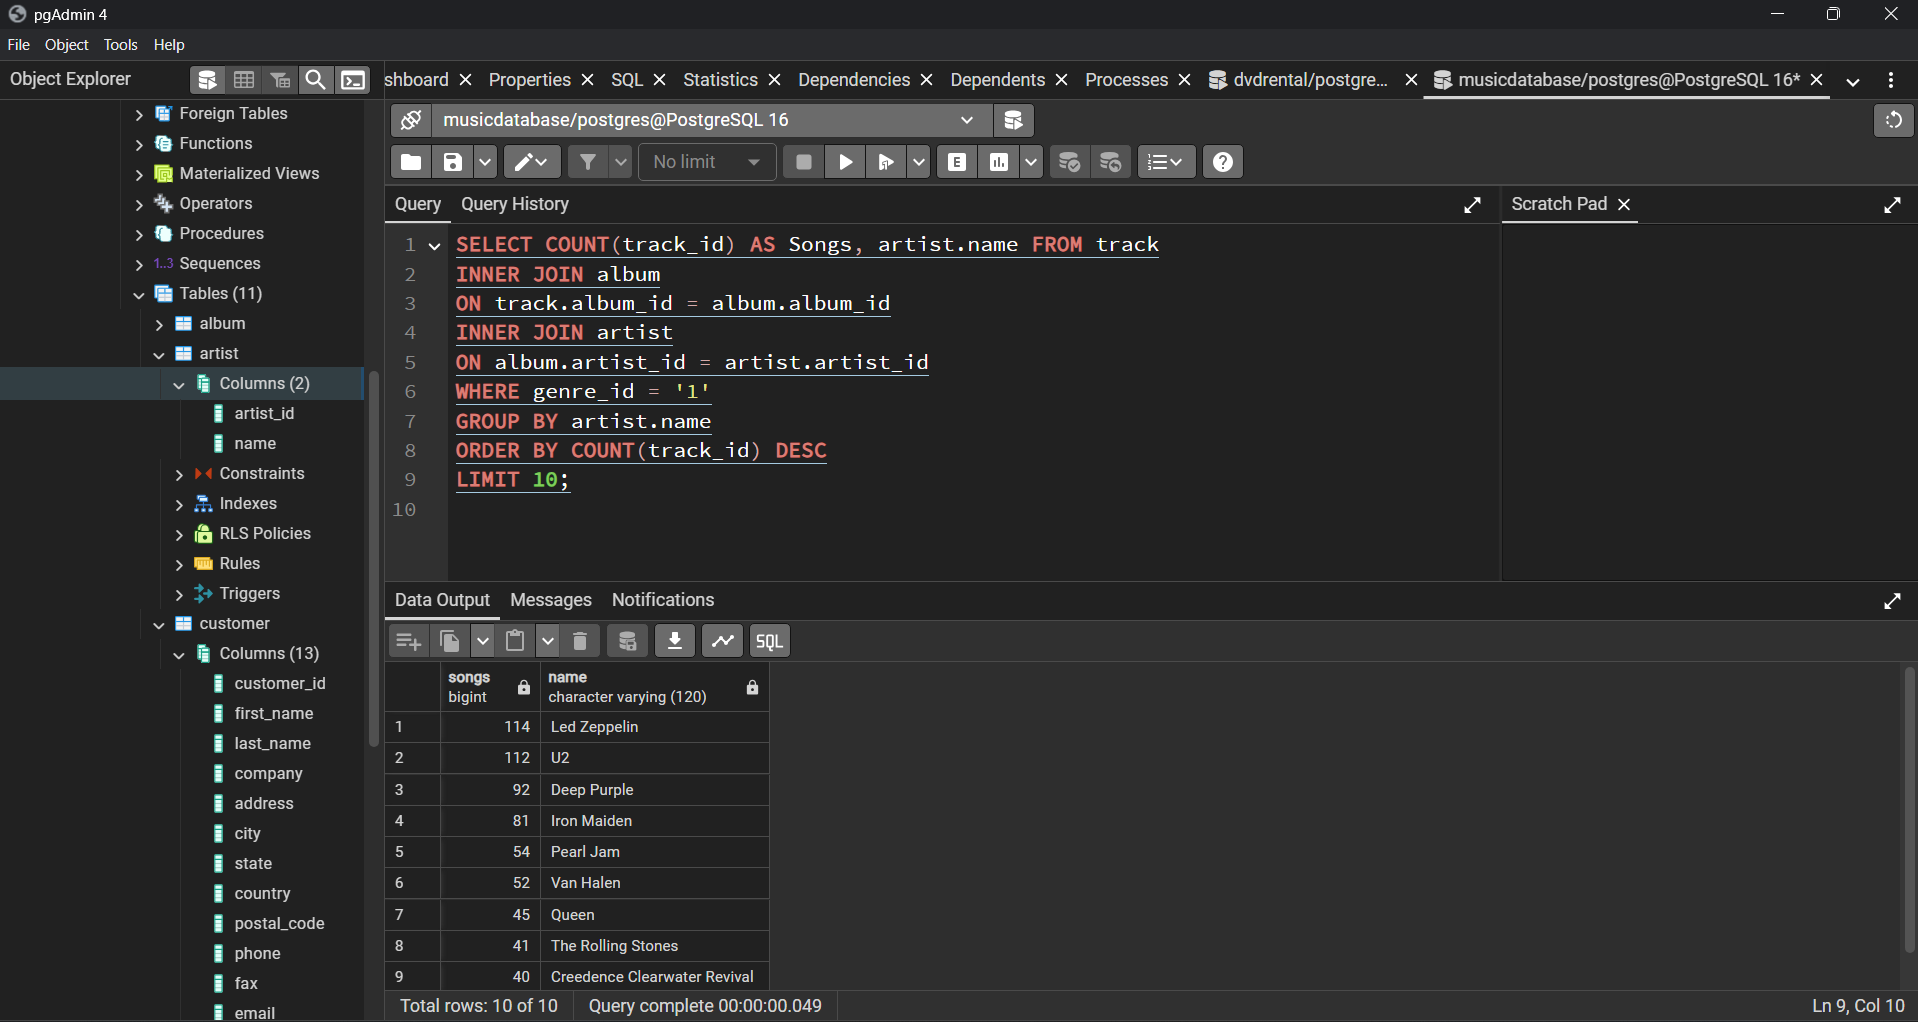 pgAdmin 4
File Object Tools Help
Object Explorer
shboard Properties SQL Statistics Dependencies Dependents Processes dvdrental/postgre... musicdatabase/postgres@PostgreSQL 16*
musicdatabase/postgres@PostgreSQL 16
No limit
E
Query Query History
Scratch Pad
Foreign Tables
Functions
Materialized Views
Operators
Procedures
1..3 Sequences
Tables (11)
album
artist
Columns (2)
artist_id
name
Constraints
Indexes
RLS Policies
Rules
Triggers
customer
Columns (13)
customer_id
first_name
last_name
company
address
city
state
country
postal_code
phone
fax
email
1 SELECT COUNT(track_id) AS Songs, artist.name FROM track
2 INNER JOIN album
3 ON track.album_id = album.album_id
4 INNER JOIN artist
5 ON album.artist_id = artist.artist_id
6 WHERE genre_id = '1'
7 GROUP BY artist.name
8 ORDER BY COUNT(track_id) DESC
9 LIMIT 10;
10
Data Output Messages Notifications
SQL
songs name
bigint character varying (120)
1 114 Led Zeppelin
2 112 U2
3 92 Deep Purple
4 81 Iron Maiden
5 54 Pearl Jam
6 52 Van Halen
7 45 Queen
8 41 The Rolling Stones
9 40 Creedence Clearwater Revival
Total rows: 10 of 10 Query complete 00:00:00.049 Ln 9, Col 10